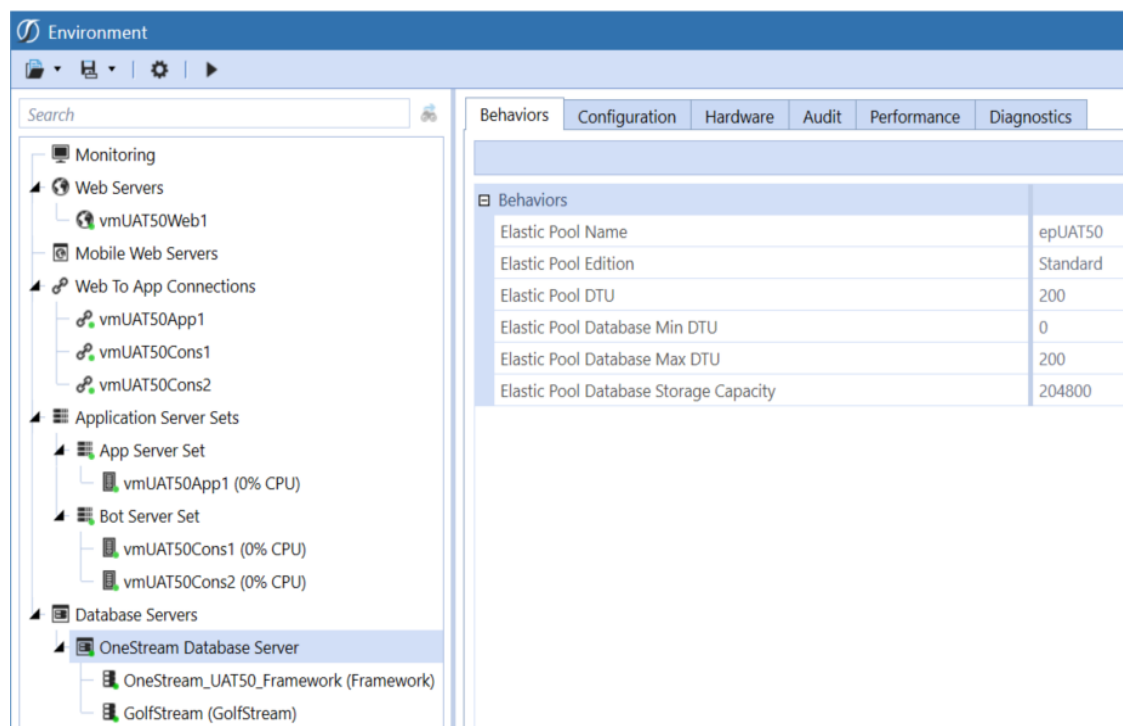 Environment
Search
Monitoring
Web Servers
vmUAT50Web1
Mobile Web Servers
Web To App Connections
vmUAT50App1
vmUAT50Cons1
vmUAT50Cons2
Application Server Sets
App Server Set
vmUAT50App1 (0% CPU)
Bot Server Set
vmUAT50Cons1 (0% CPU)
vmUAT50Cons2 (0% CPU)
Database Servers
OneStream Database Server
OneStream_UAT50_Framework (Framework)
GolfStream (GolfStream)
Behaviors Configuration Hardware Audit Performance Diagnostics
Behaviors
Elastic Pool Name epUAT50
Elastic Pool Edition Standard
Elastic Pool DTU 200
Elastic Pool Database Min DTU 0
Elastic Pool Database Max DTU 200
Elastic Pool Database Storage Capacity 204800